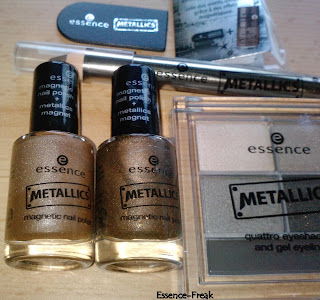 essence
METALLICS
essence
METALLICS
essence
magnetic
nail polish
+
metallics
magnet
essence
magnetic
nail polish
+
metallics
magnet
essence
METALLICS
magnetic nail polish
essence
METALLICS
magnetic nail
essence
METALLICS
quattro eyeshadow
and gel eyeliner
Essence-Freak